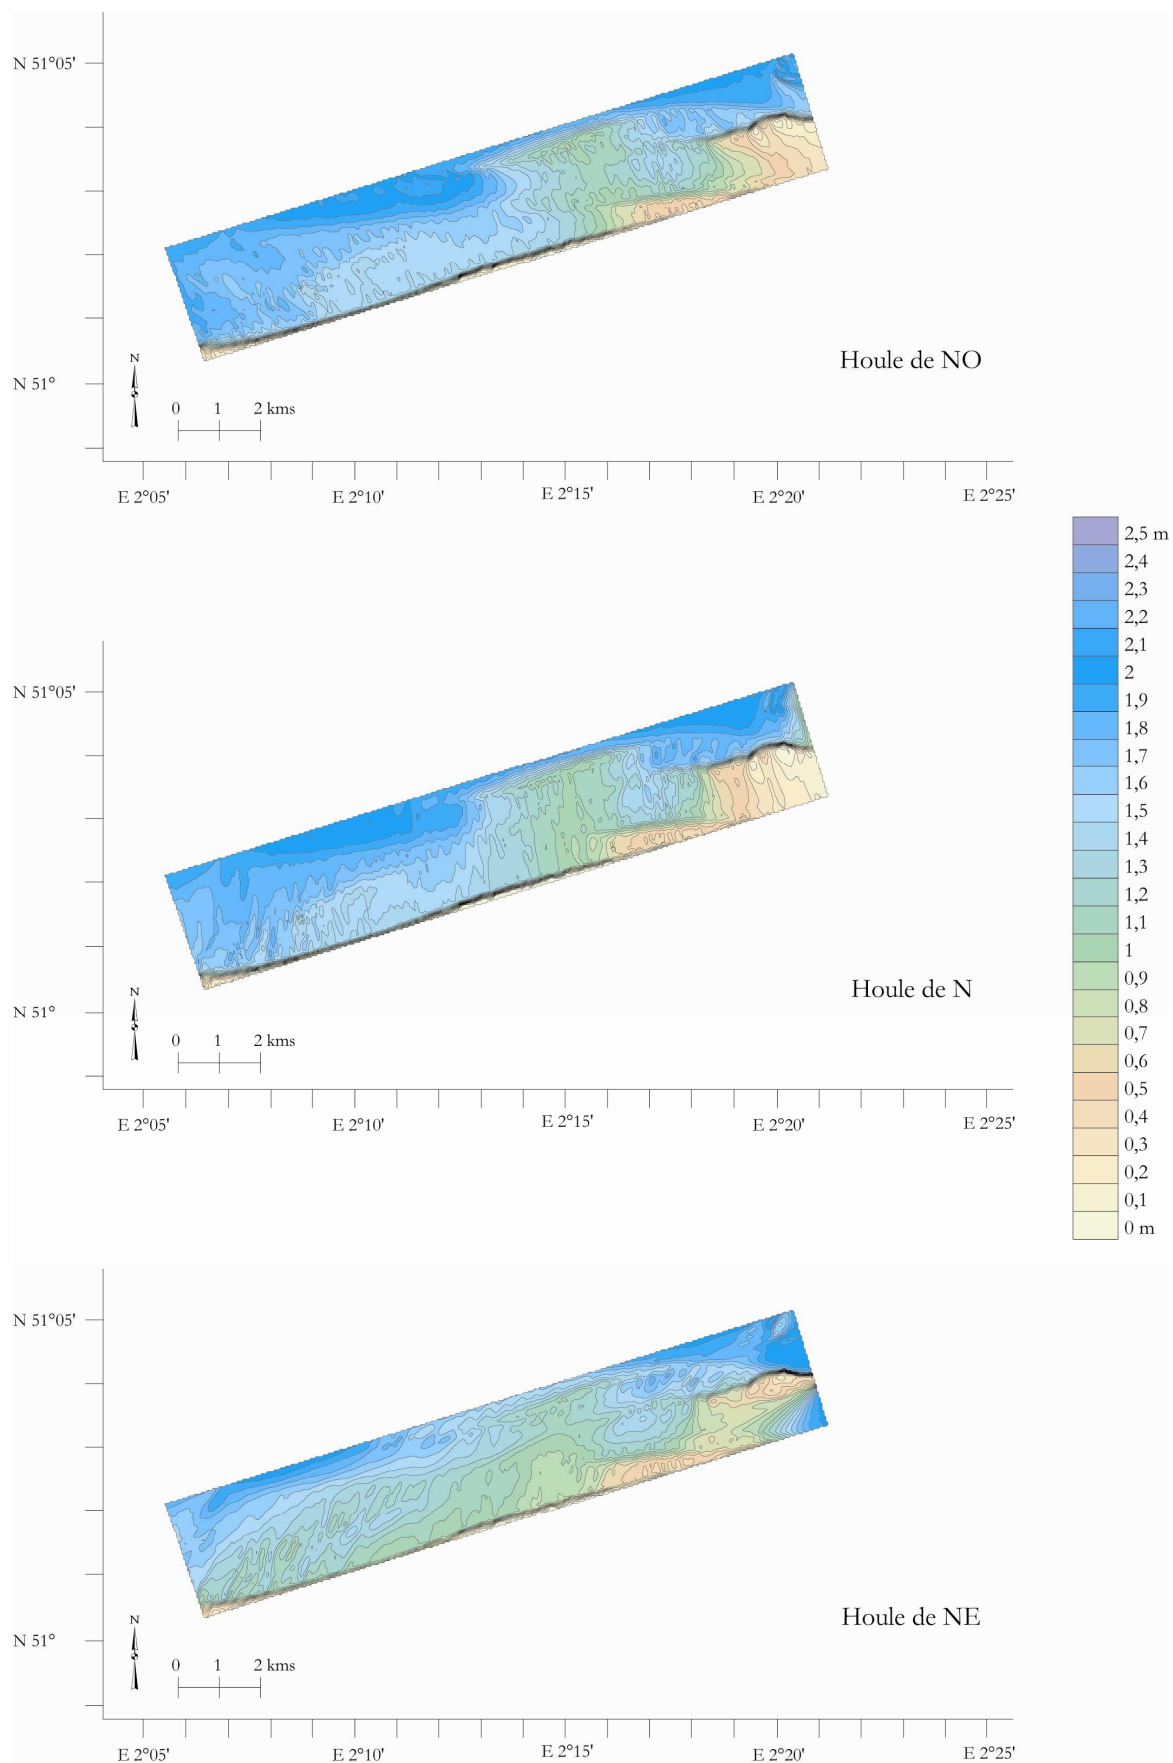 N 51°05'
Houle de NO
N
N 51°
0 1 2 kms
E 2°05' E 2°10' E 2°15' E 2°20' E 2°25'
2,5 m
2,4
2,3
2,2
2,1
2
1,9
1,8
1,7
1,6
1,5
1,4
1,3
1,2
1,1
1
0,9
0,8
0,7
0,6
0,5
0,4
0,3
0,2
0,1
0 m
N 51°05'
Houle de N
N
N 51°
0 1 2 kms
E 2°05' E 2°10' E 2°15' E 2°20' E 2°25'
N 51°05'
Houle de NE
N
N 51°
0 1 2 kms
E 2°05' E 2°10' E 2°15' E 2°20' E 2°25'